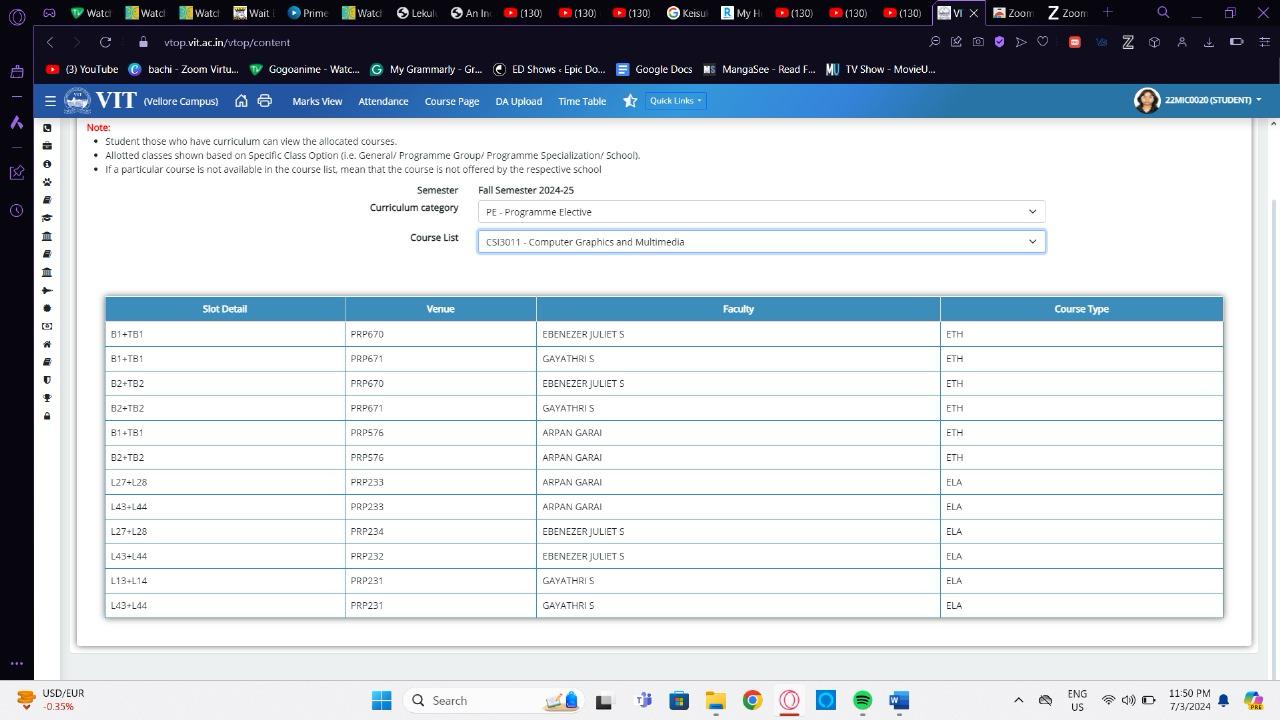 Watch
Watch
Watch
Wait
Prime
Watch
Lekul
An In
(130)
(130)
(130)
Keisuk
My H
(130)
(130)
(130)
VI
Zoom
Zoom
vtop.vit.ac.in/vtop/content
(3) YouTube
bachi - Zoom Virtu...
Gogoanime - Watc...
My Grammarly - Gr...
ED Shows - Epic Do...
Google Docs
MangaSee - Read F...
TV Show - MovieU...
VIT (Vellore Campus) Marks View Attendance Course Page DA Upload Time Table Quick Links 22MIC0020 (STUDENT)
Note:
Student those who have curriculum can view the allocated courses.
Allotted classes shown based on Specific Class Option (i.e. General/ Programme Group/ Programme Specialization/ School).
If a particular course is not available in the course list, mean that the course is not offered by the respective school
Semester Fall Semester 2024-25
Curriculum category PE - Programme Elective
Course List CSI3011 - Computer Graphics and Multimedia
Slot Detail Venue Faculty Course Type
B1+TB1 PRP670 EBENEZER JULIET S ETH
B1+TB1 PRP671 GAYATHRI S ETH
B2+TB2 PRP670 EBENEZER JULIET S ETH
B2+TB2 PRP671 GAYATHRI S ETH
B1+TB1 PRP576 ARPAN GARAI ETH
B2+TB2 PRP576 ARPAN GARAI ETH
L27+L28 PRP233 ARPAN GARAI ELA
L43+L44 PRP233 ARPAN GARAI ELA
L27+L28 PRP234 EBENEZER JULIET S ELA
L43+L44 PRP232 EBENEZER JULIET S ELA
L13+L14 PRP231 GAYATHRI S ELA
L43+L44 PRP231 GAYATHRI S ELA
USD/EUR
-0.35%
Search
ENG
US
11:50 PM
7/3/2024